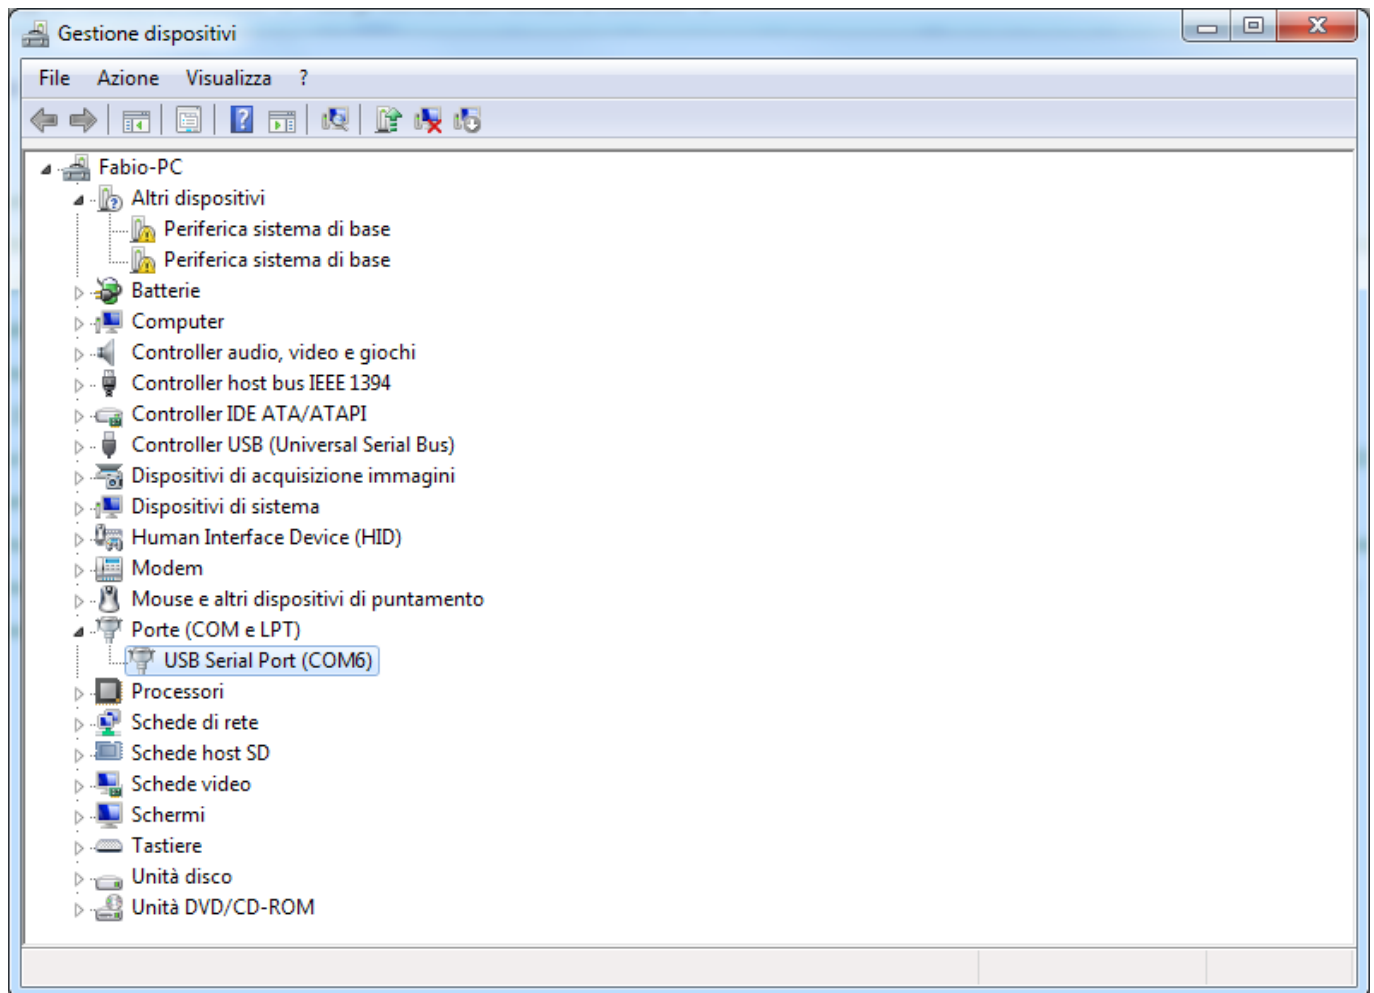 Gestione dispositivi
File Azione Visualizza ?
Fabio-PC
Altri dispositivi
Periferica sistema di base
Periferica sistema di base
Batterie
Computer
Controller audio, video e giochi
Controller host bus IEEE 1394
Controller IDE ATA/ATAPI
Controller USB (Universal Serial Bus)
Dispositivi di acquisizione immagini
Dispositivi di sistema
Human Interface Device (HID)
Modem
Mouse e altri dispositivi di puntamento
Porte (COM e LPT)
USB Serial Port (COM6)
Processori
Schede di rete
Schede host SD
Schede video
Schermi
Tastiere
Unità disco
Unità DVD/CD-ROM